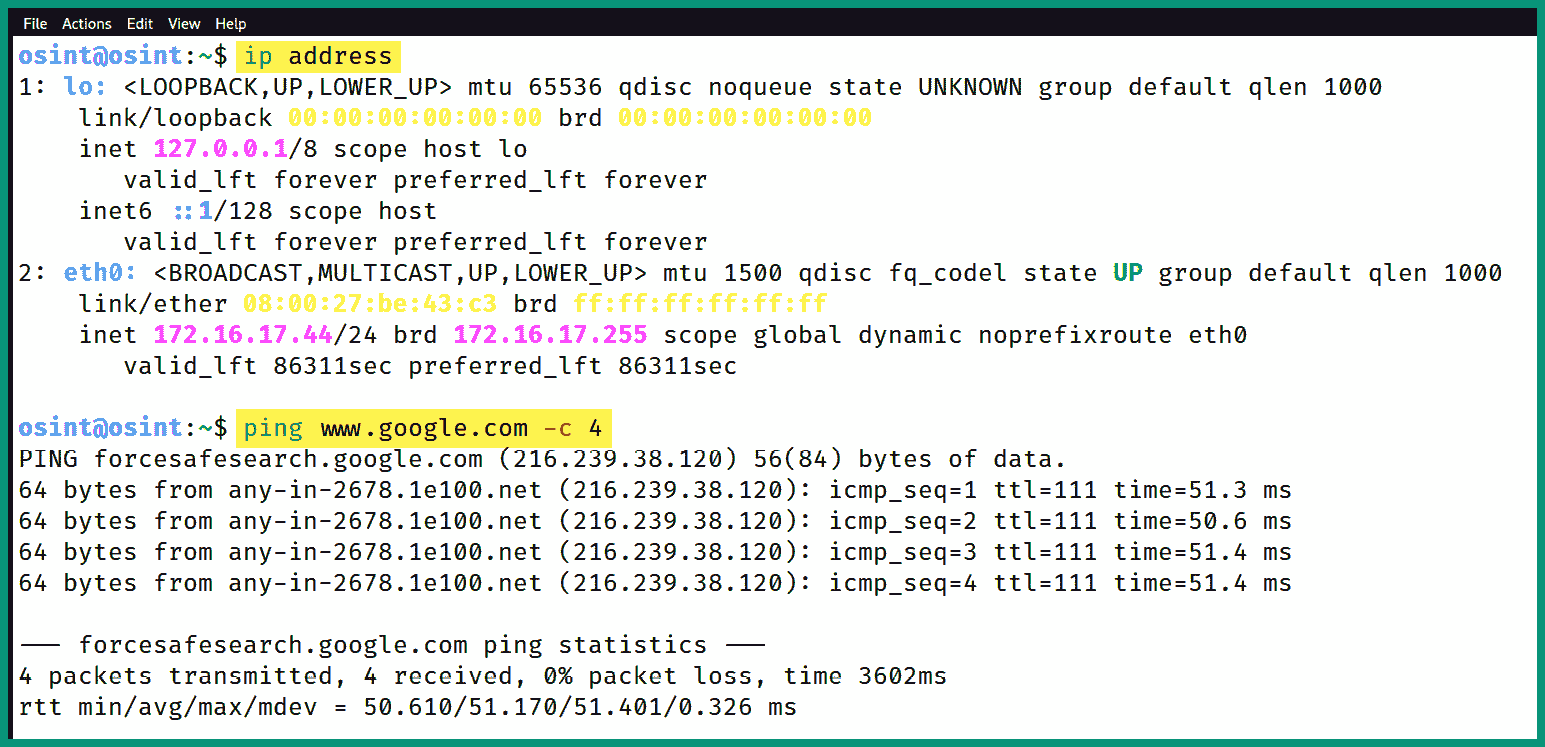 File Actions Edit View Help
osint@osint:~$ ip address
1: lo: <LOOPBACK,UP,LOWER_UP> mtu 65536 qdisc noqueue state UNKNOWN group default qlen 1000
    link/loopback 00:00:00:00:00:00 brd 00:00:00:00:00:00
    inet 127.0.0.1/8 scope host lo
       valid_lft forever preferred_lft forever
    inet6 ::1/128 scope host
       valid_lft forever preferred_lft forever
2: eth0: <BROADCAST,MULTICAST,UP,LOWER_UP> mtu 1500 qdisc fq_codel state UP group default qlen 1000
    link/ether 08:00:27:be:43:c3 brd ff:ff:ff:ff:ff:ff
    inet 172.16.17.44/24 brd 172.16.17.255 scope global dynamic noprefixroute eth0
       valid_lft 86311sec preferred_lft 86311sec
osint@osint:~$ ping www.google.com -c 4
PING forcesafesearch.google.com (216.239.38.120) 56(84) bytes of data.
64 bytes from any-in-2678.1e100.net (216.239.38.120): icmp_seq=1 ttl=111 time=51.3 ms
64 bytes from any-in-2678.1e100.net (216.239.38.120): icmp_seq=2 ttl=111 time=50.6 ms
64 bytes from any-in-2678.1e100.net (216.239.38.120): icmp_seq=3 ttl=111 time=51.4 ms
64 bytes from any-in-2678.1e100.net (216.239.38.120): icmp_seq=4 ttl=111 time=51.4 ms
--- forcesafesearch.google.com ping statistics ---
4 packets transmitted, 4 received, 0% packet loss, time 3602ms
rtt min/avg/max/mdev = 50.610/51.170/51.401/0.326 ms